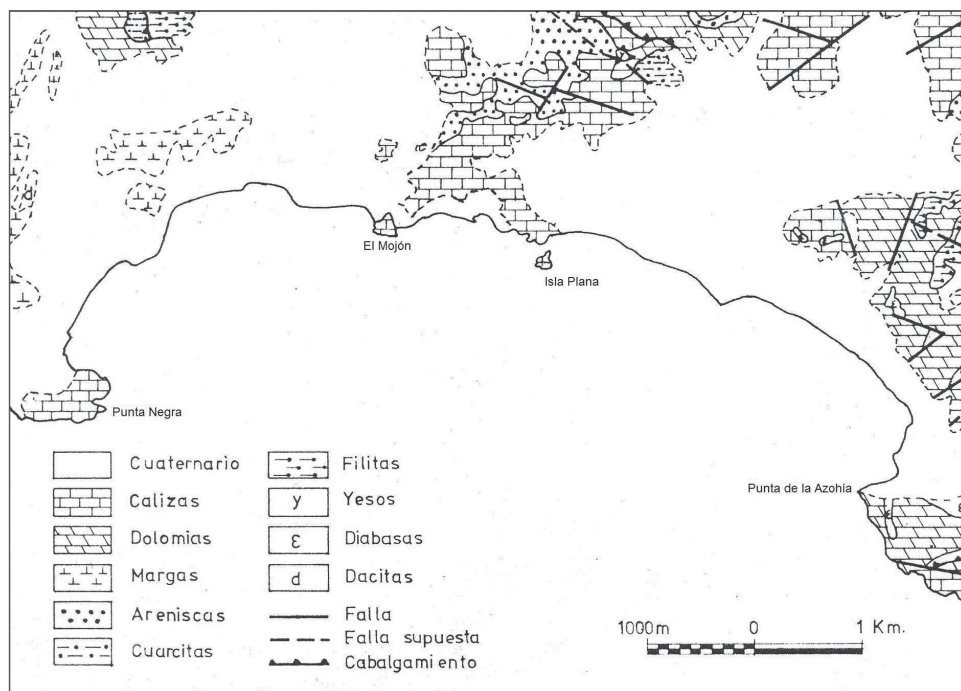 d
El Mojón
Isla Plana
Punta Negra
Punta de la Azohía
Cuaternario
Calizas
Dolomias
Margas
Areniscas
Cuarcitas
Filitas
y Yesos
ε Diabasas
d Dacitas
Falla
Falla supuesta
Cabalgamiento
1000m 0 1 Km.